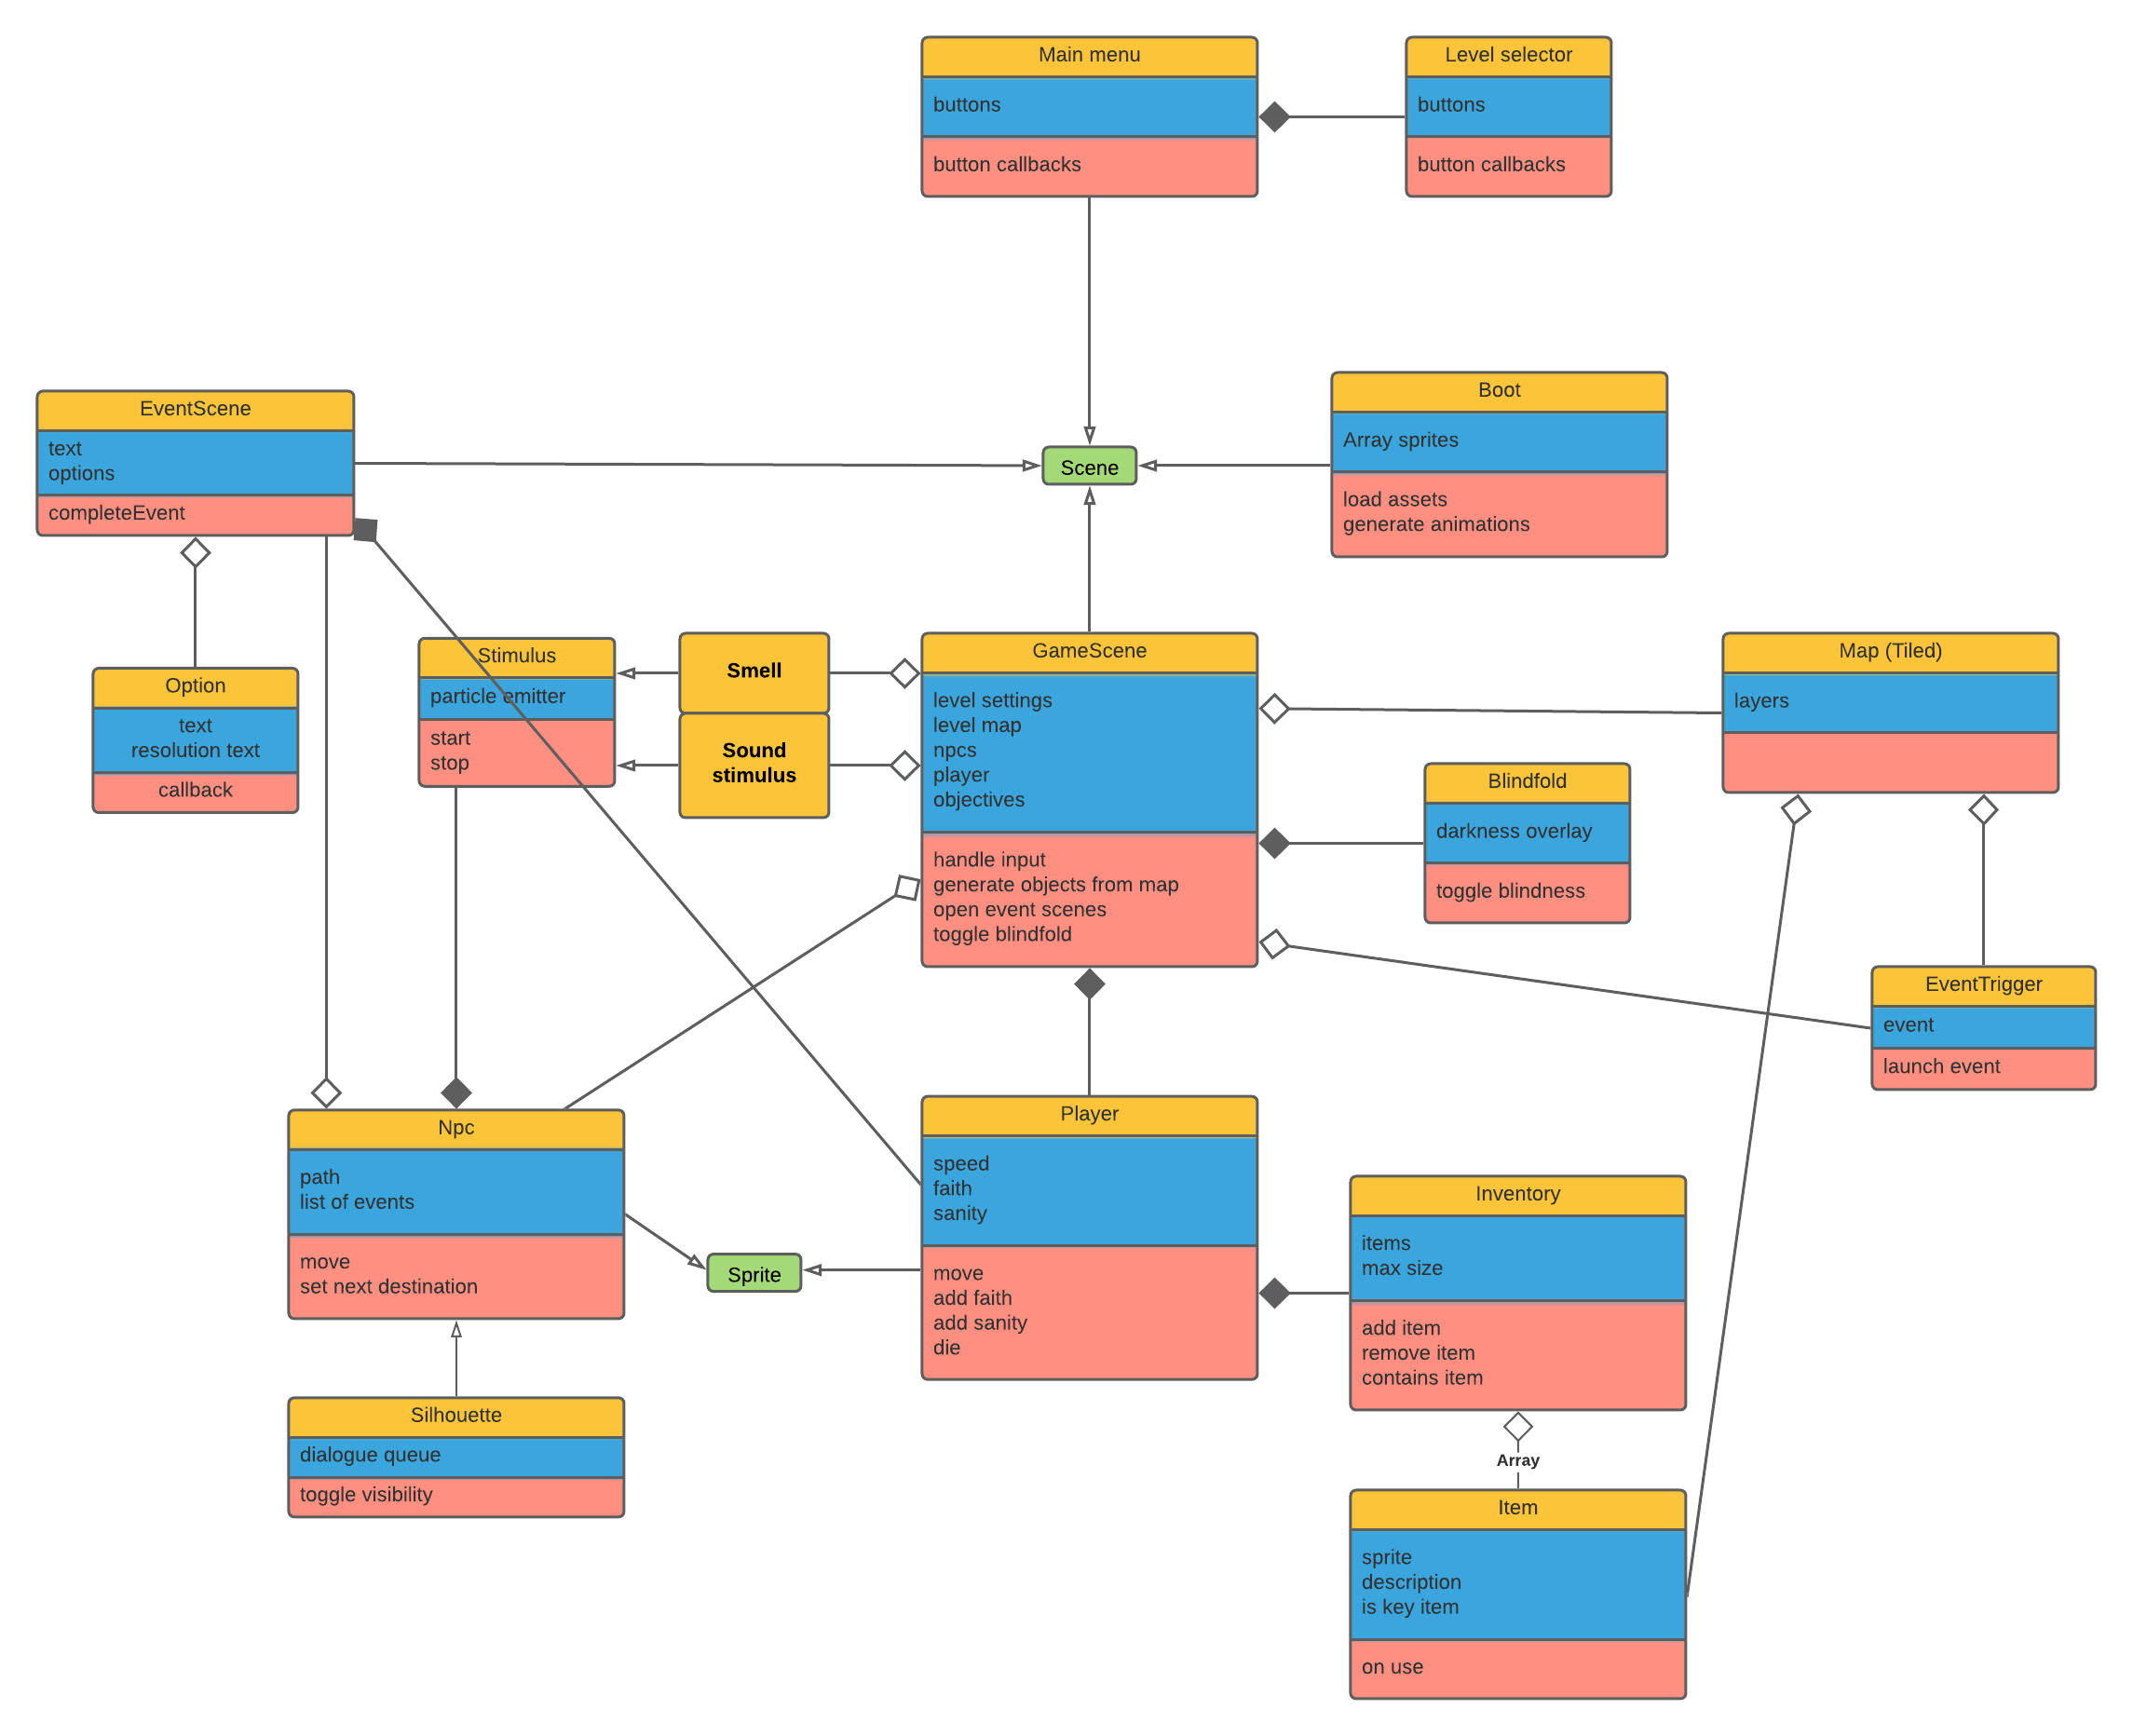 Main menu
buttons
button callbacks
Level selector
buttons
button callbacks
EventScene
text
options
completeEvent
Scene
Boot
Array sprites
load assets
generate animations
Option
text
resolution text
callback
Stimulus
particle emitter
start
stop
Smell
Sound
stimulus
GameScene
level settings
level map
npcs
player
objectives
handle input
generate objects from map
open event scenes
toggle blindfold
Map (Tiled)
layers
Blindfold
darkness overlay
toggle blindness
EventTrigger
event
launch event
Npc
path
list of events
move
set next destination
Sprite
Player
speed
faith
sanity
move
add faith
add sanity
die
Inventory
items
max size
add item
remove item
contains item
Array
Silhouette
dialogue queue
toggle visibility
Item
sprite
description
is key item
on use